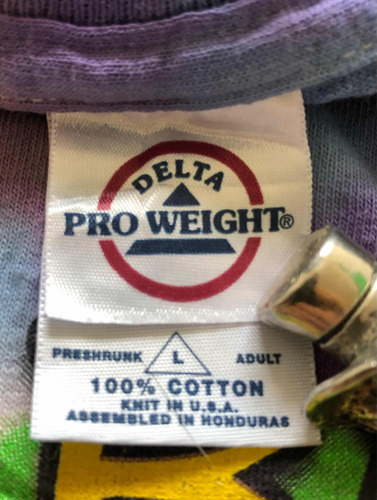 DELTA
PRO WEIGHT®
PRESHRUNK L ADULT
100% COTTON
KNIT IN U.S.A.
ASSEMBLED IN HONDURAS